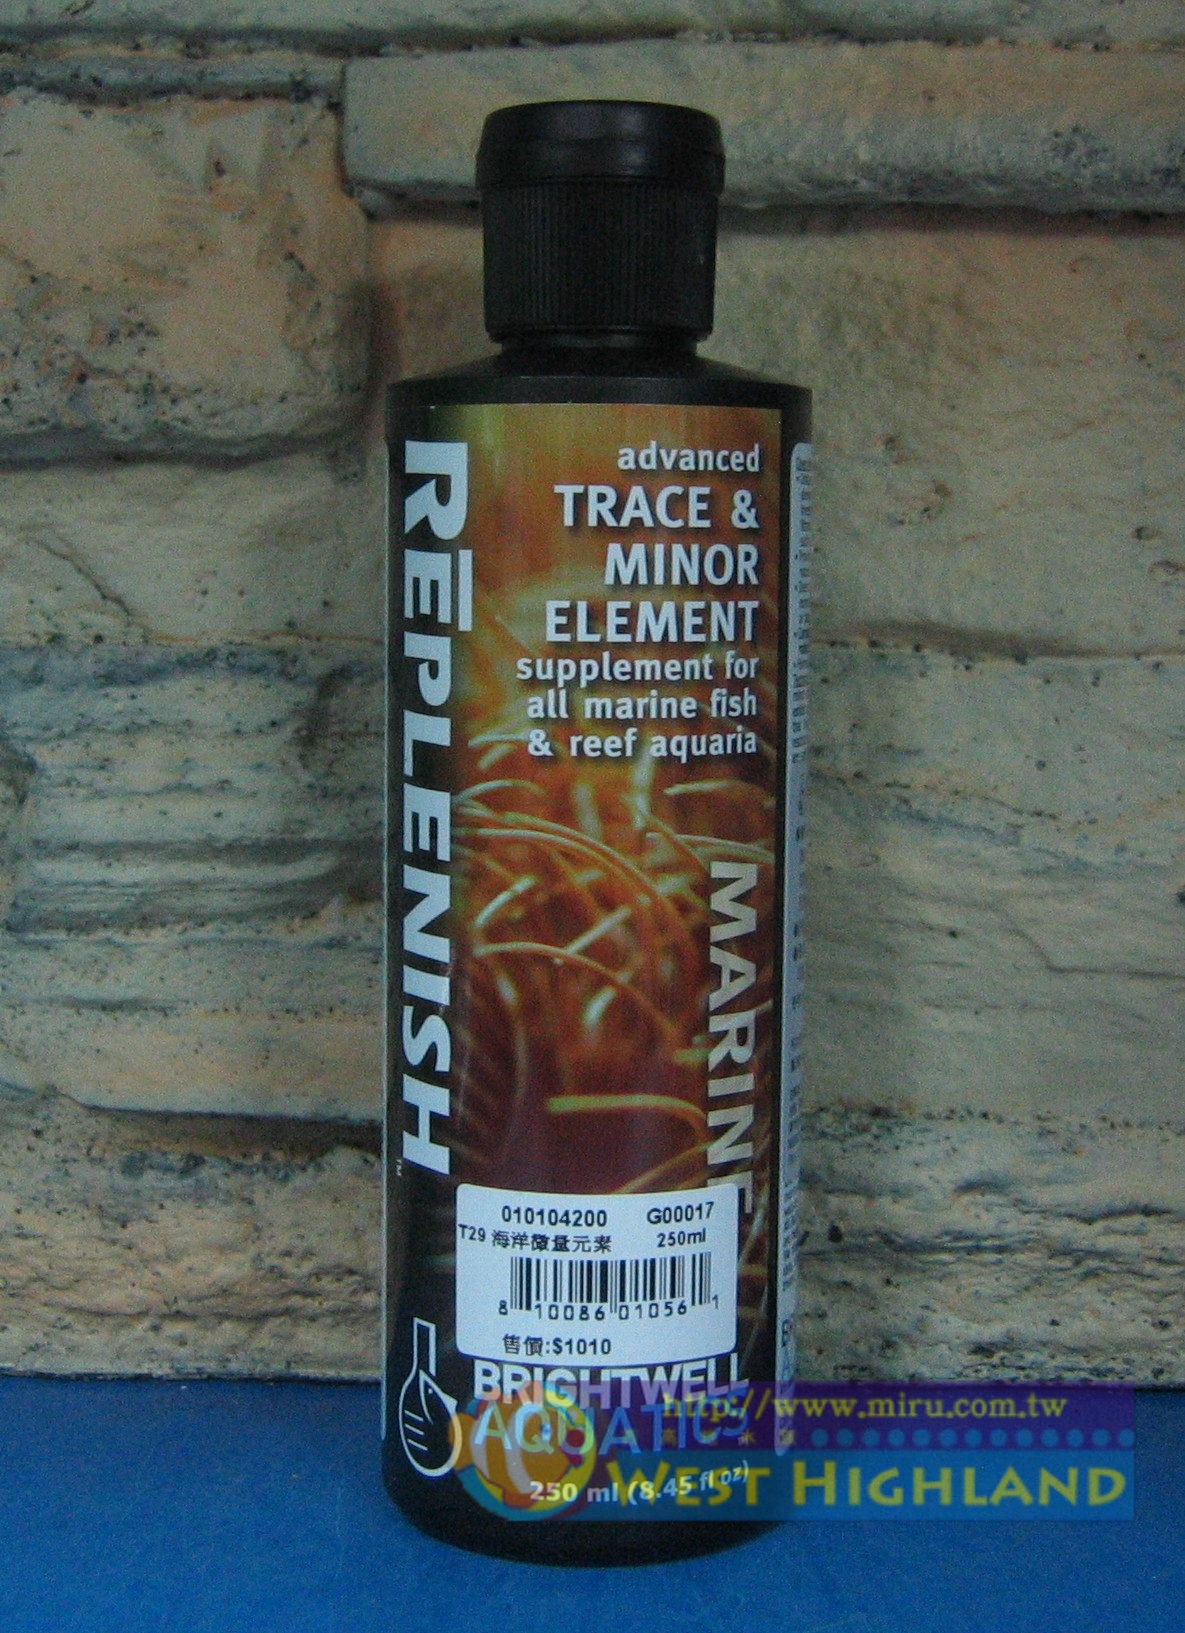 advanced
TRACE &
MINOR
ELEMENT
supplement for
all marine fish
& reef aquaria
RĒPLENISH™
MARINE
010104200 G00017
T29 海洋微量元素 250ml
8 10086 01056 1
售價:$1010
BRIGHTWELL
AQUATICS
250 ml (8.45 fl oz)
http://www.miru.com.tw
WEST HIGHLAND